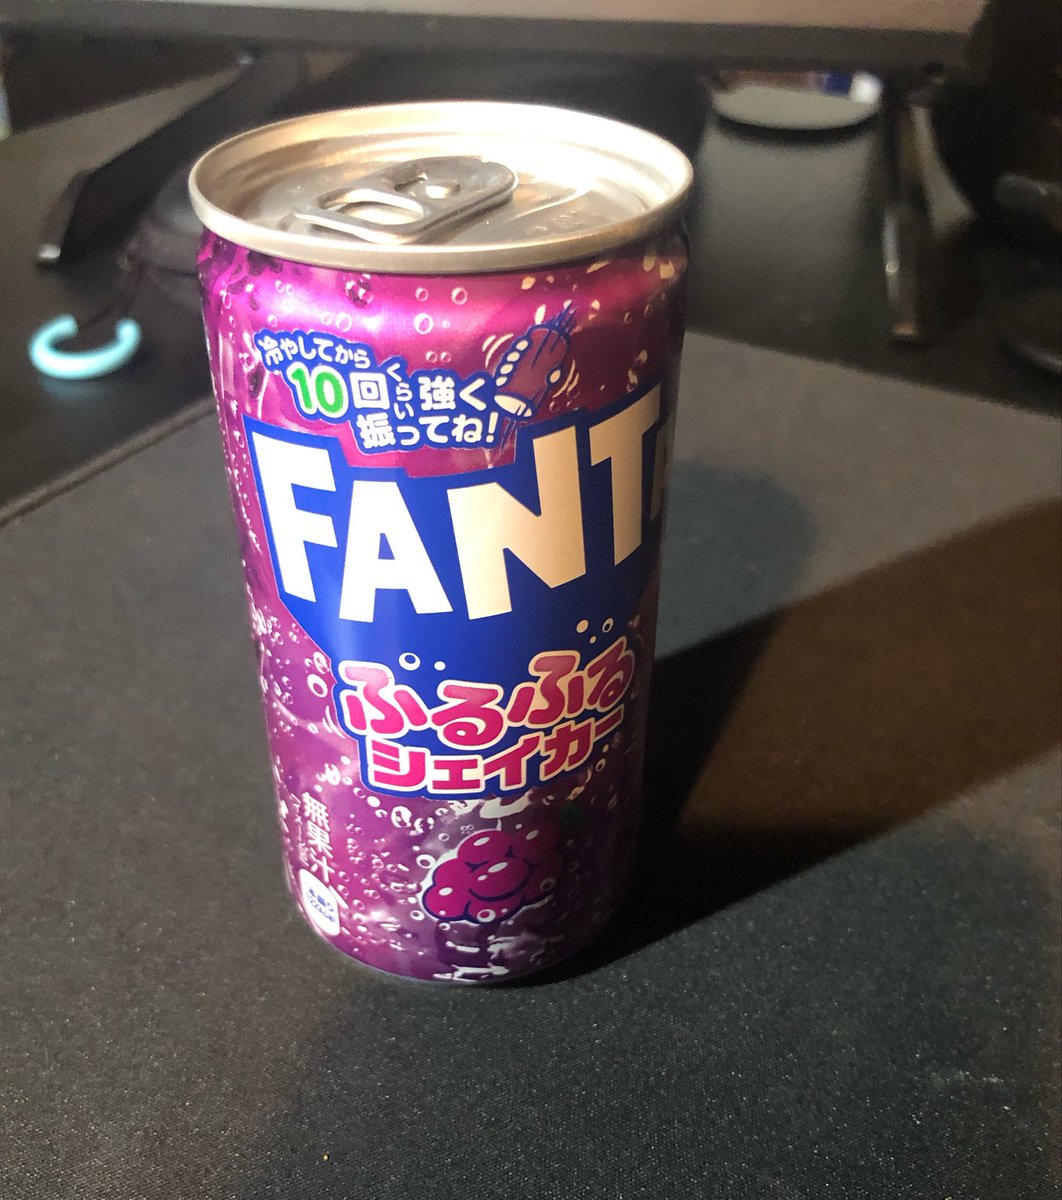 冷やしてから
10回くらい強く
振ってね!
FANT
ふるふる
シェイカー
無果汁